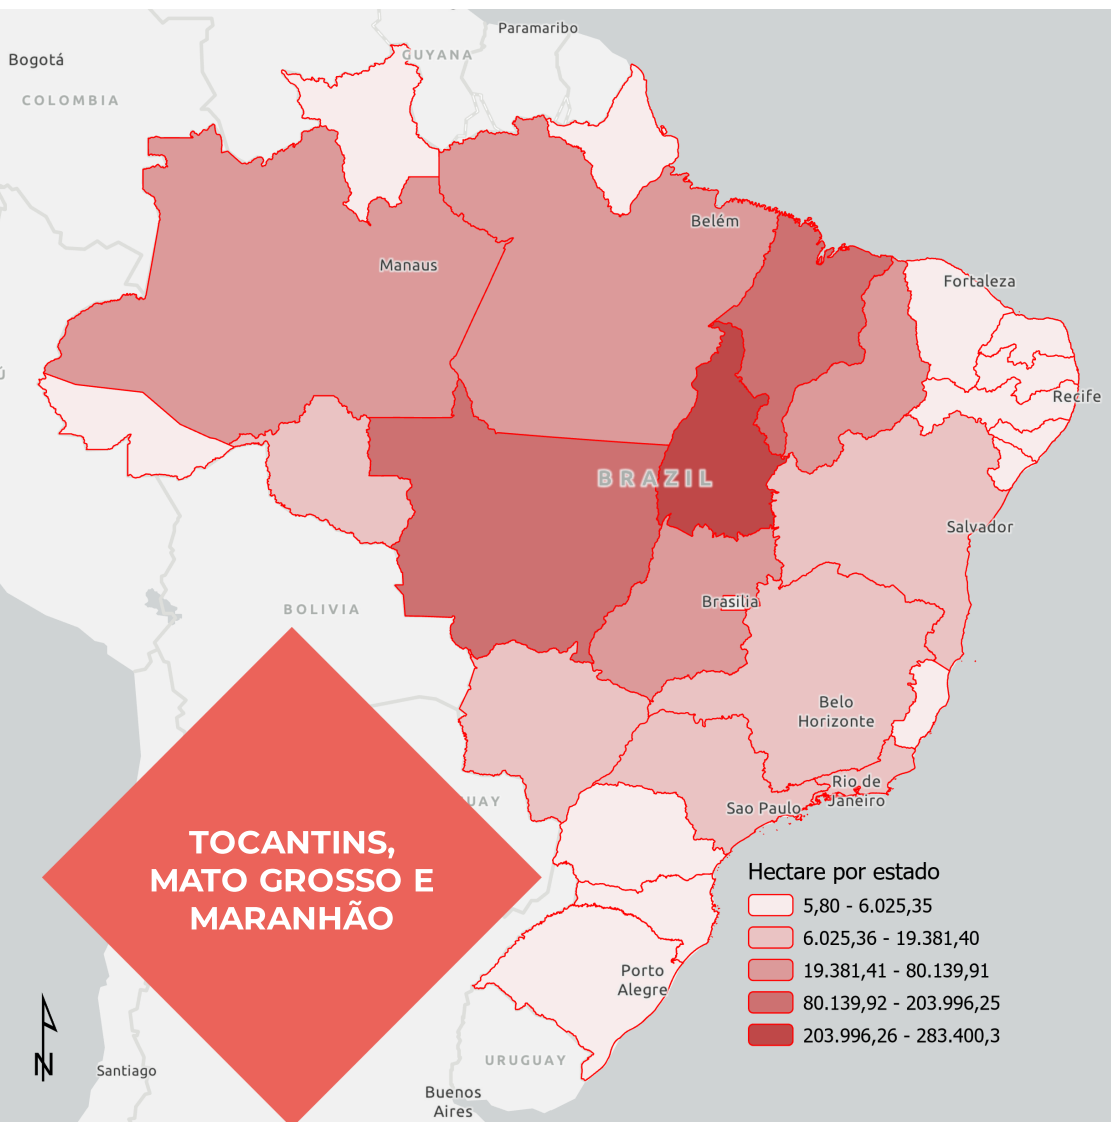 Paramaribo
Bogotá
GUYANA
COLOMBIA
Belém
Manaus
Fortaleza
Recife
BRAZIL
Salvador
Brasilia
BOLIVIA
Belo
Horizonte
Rio de
Janeiro
Sao Paulo
UAY
TOCANTINS,
MATO GROSSO E
MARANHÃO
Hectare por estado
5,80 - 6.025,35
6.025,36 - 19.381,40
19.381,41 - 80.139,91
80.139,92 - 203.996,25
203.996,26 - 283.400,3
Porto
Alegre
N
Santiago
URUGUAY
Buenos
Aires